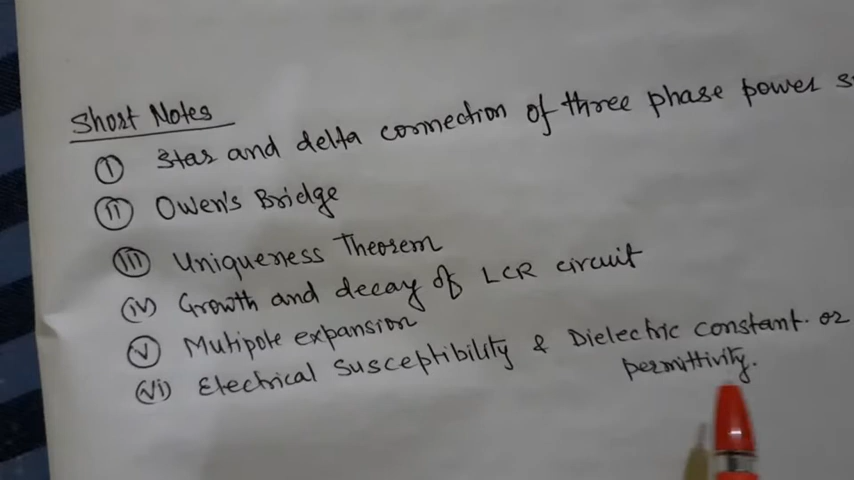 Short Notes
(I) Star and delta connection of three phase power
(II) Owen's Bridge
(III) Uniqueness Theorem
(iv) Growth and decay of LCR circuit
(V) Mutipole expansion
(Vi) Electrical Susceptibility & Dielectric constant. or
permittivity.